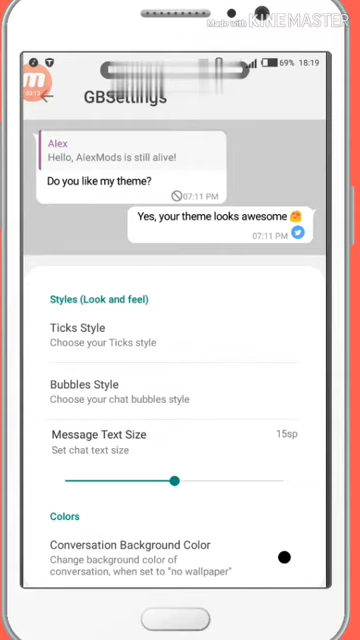 Made with KINEMASTER
69% 18:19
03:12
GBSettings
Alex
Hello, AlexMods is still alive!
Do you like my theme?
07:11 PM
Yes, your theme looks awesome
07:11 PM
Styles (Look and feel)
Ticks Style
Choose your Ticks style
Bubbles Style
Choose your chat bubbles style
Message Text Size
15sp
Set chat text size
Colors
Conversation Background Color
Change background color of
conversation, when set to "no wallpaper"